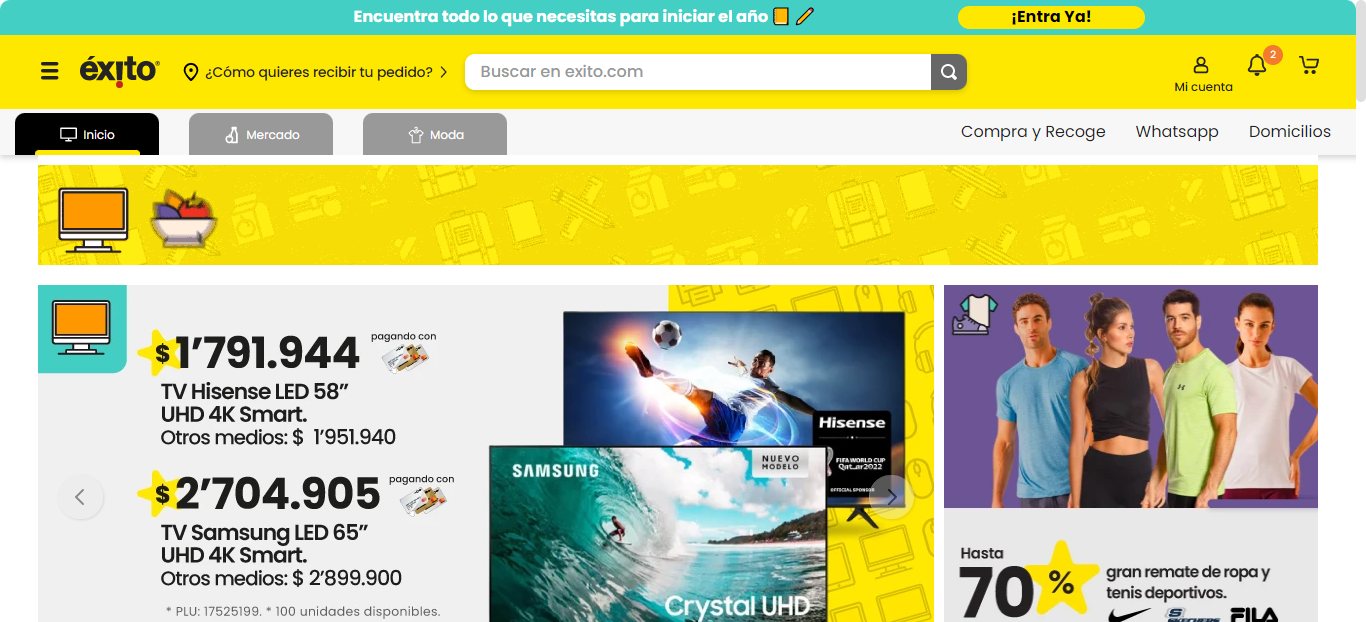 Encuentra todo lo que necesitas para iniciar el año
¡Entra Ya!
éxito
¿Cómo quieres recibir tu pedido?
Buscar en exito.com
2
Mi cuenta
Inicio
Mercado
Moda
Compra y Recoge
Whatsapp
Domicilios
$ 1’791.944
pagando con
TV Hisense LED 58”
UHD 4K Smart.
Otros medios: $ 1’951.940
$ 2’704.905
pagando con
TV Samsung LED 65”
UHD 4K Smart.
Otros medios: $ 2’899.900
* PLU: 17525199. * 100 unidades disponibles.
Hisense
FIFA WORLD CUP
Qatar2022
OFFICIAL SPONSOR
SAMSUNG
NUEVO
MODELO
Crystal UHD
Hasta
70 %
gran remate de ropa y
tenis deportivos.
SKECHERS
FILA